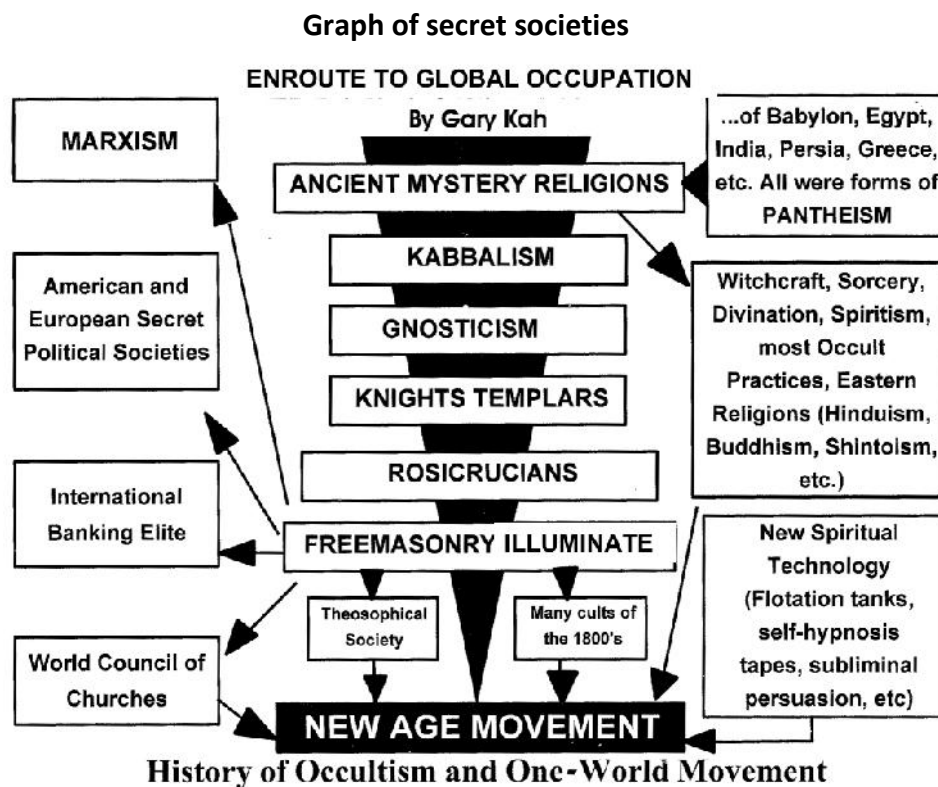 Graph of secret societies
ENROUTE TO GLOBAL OCCUPATION
By Gary Kah
MARXISM
...of Babylon, Egypt,
India, Persia, Greece,
etc. All were forms of
PANTHEISM
ANCIENT MYSTERY RELIGIONS
KABBALISM
American and
European Secret
Political Societies
Witchcraft, Sorcery,
Divination, Spiritism,
most Occult
Practices, Eastern
Religions (Hinduism,
Buddhism, Shintoism,
etc.)
GNOSTICISM
KNIGHTS TEMPLARS
ROSICRUCIANS
International
Banking Elite
FREEMASONRY ILLUMINATE
New Spiritual
Technology
(Flotation tanks,
self-hypnosis
tapes, subliminal
persuasion, etc)
Theosophical
Society
Many cults of
the 1800's
World Council of
Churches
NEW AGE MOVEMENT
History of Occultism and One-World Movement